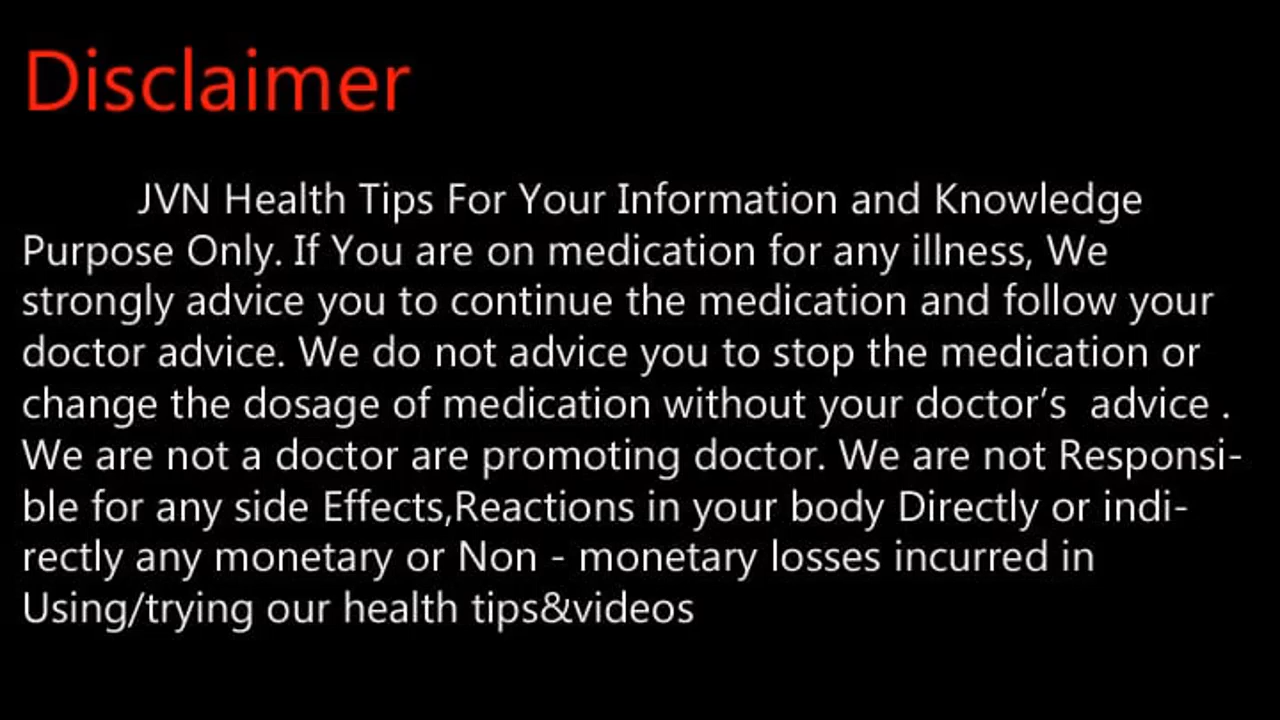 Disclaimer
JVN Health Tips For Your Information and Knowledge
Purpose Only. If You are on medication for any illness, We
strongly advice you to continue the medication and follow your
doctor advice. We do not advice you to stop the medication or
change the dosage of medication without your doctor’s  advice .
We are not a doctor are promoting doctor. We are not Responsi-
ble for any side Effects,Reactions in your body Directly or indi-
rectly any monetary or Non - monetary losses incurred in
Using/trying our health tips&videos